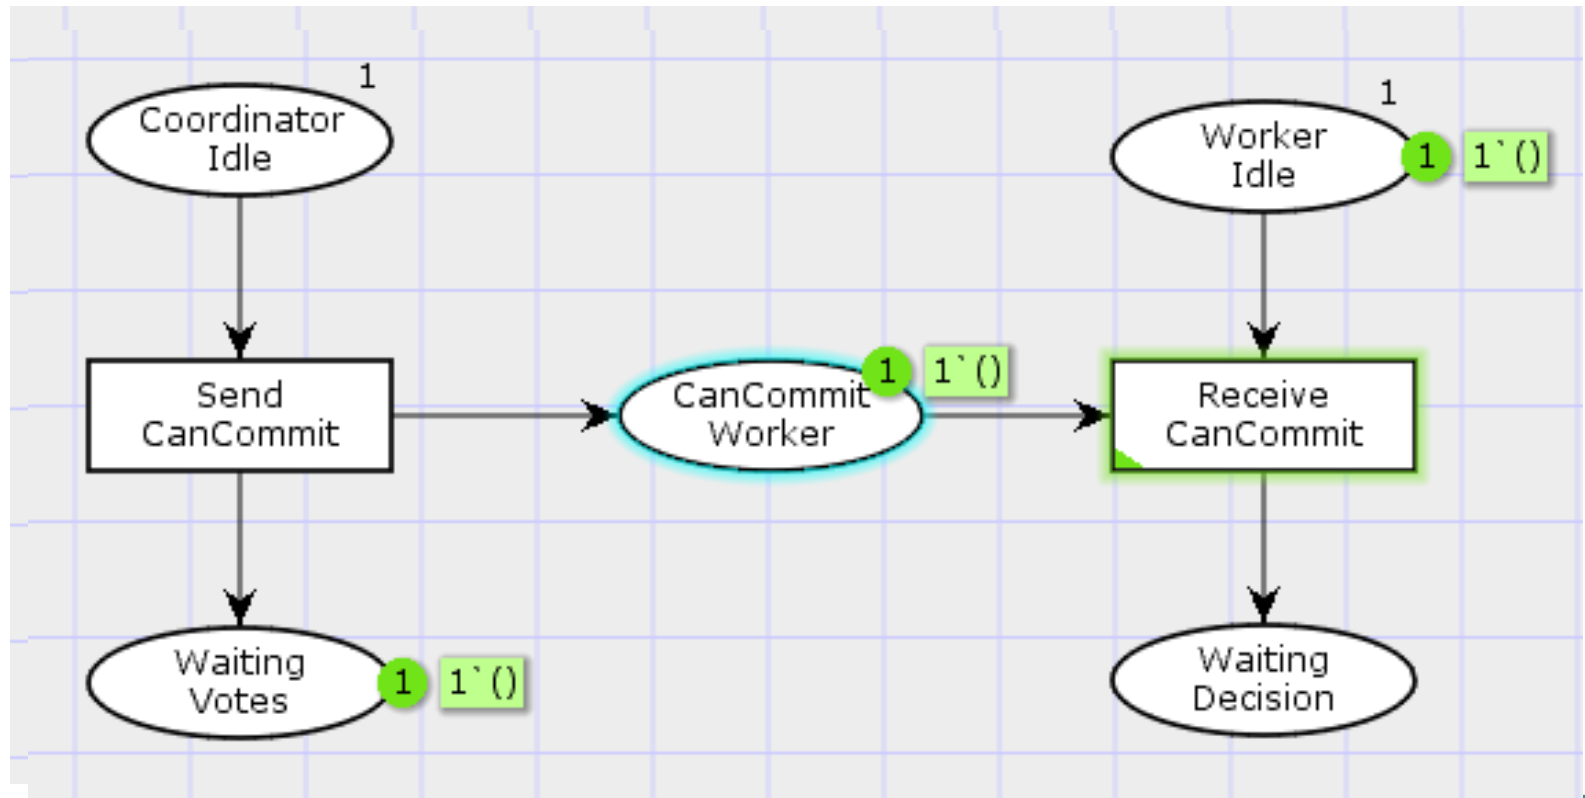 1
Coordinator
Idle
1
Worker
Idle
1
1`()
Send
CanCommit
CanCommit
Worker
1
1`()
Receive
CanCommit
Waiting
Votes
1
1`()
Waiting
Decision